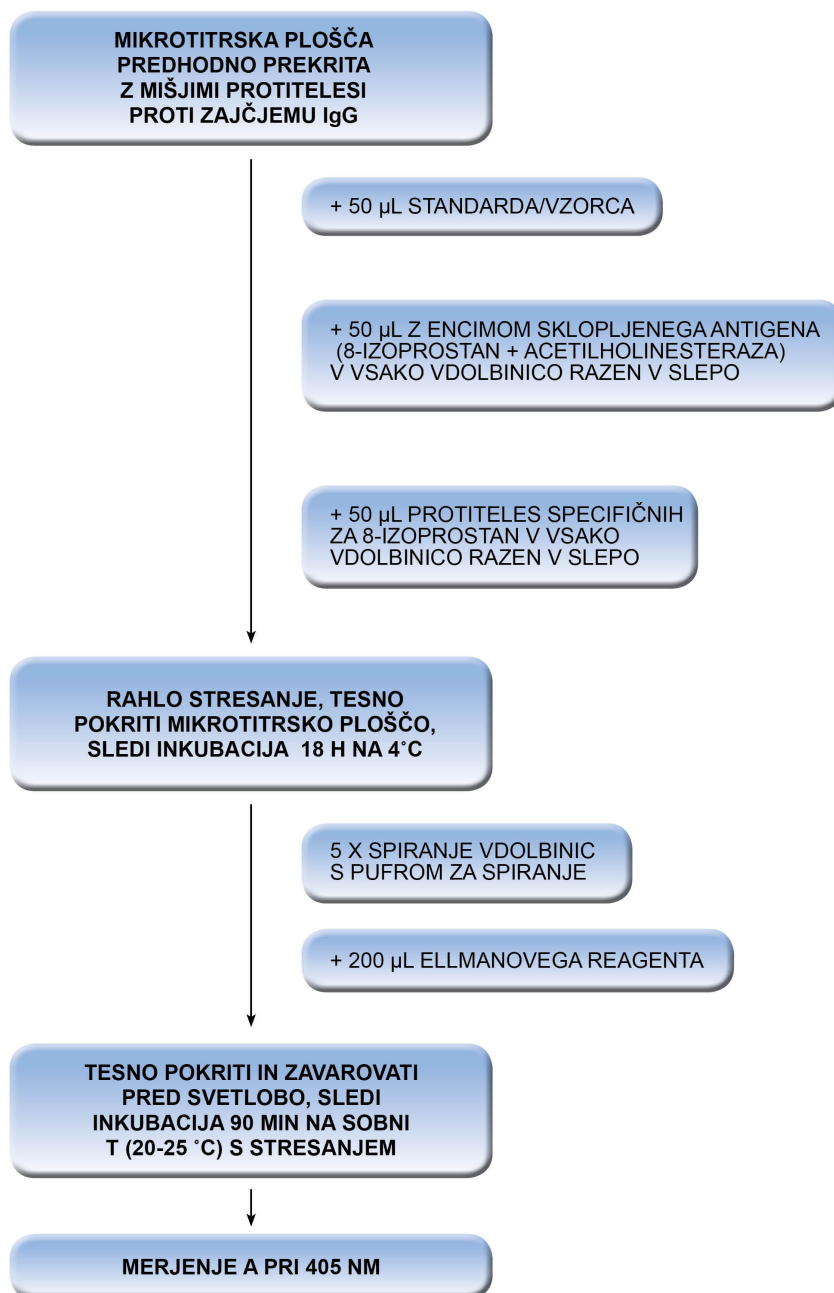 MIKROTITRSKA PLOŠČA
PREDHODNO PREKRITA
Z MIŠJIMI PROTITELESI
PROTI ZAJČJEMU IgG
+ 50 µL STANDARDA/VZORCA
+ 50 µL Z ENCIMOM SKLOPLJENEGA ANTIGENA
(8-IZOPROSTAN + ACETILHOLINESTERAZA)
V VSAKO VDOLBINICO RAZEN V SLEPO
+ 50 µL PROTITELES SPECIFIČNIH
ZA 8-IZOPROSTAN V VSAKO
VDOLBINICO RAZEN V SLEPO
RAHLO STRESANJE, TESNO
POKRITI MIKROTITRSKO PLOŠČO,
SLEDI INKUBACIJA 18 H NA 4˚C
5 X SPIRANJE VDOLBINIC
S PUFROM ZA SPIRANJE
+ 200 µL ELLMANOVEGA REAGENTA
TESNO POKRITI IN ZAVAROVATI
PRED SVETLOBO, SLEDI
INKUBACIJA 90 MIN NA SOBNI
T (20-25 ˚C) S STRESANJEM
MERJENJE A PRI 405 NM